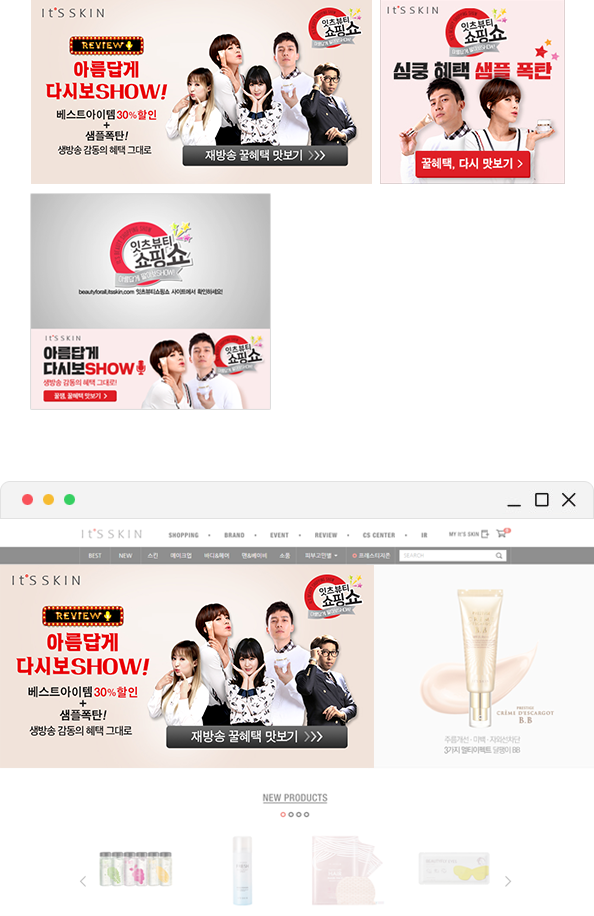 It'S SKIN
REVIEW
아름답게
다시보SHOW!
베스트아이템 30%할인
+
샘플폭탄!
생방송 감동의 혜택 그대로
잇츠뷰티
쇼핑쇼
재방송 꿀혜택 맛보기 >>>
It'S SKIN
잇츠뷰티
쇼핑쇼
심쿵 혜택 샘플 폭탄
꿀혜택, 다시 맛보기 >
잇츠뷰티
쇼핑쇼
아름답게 다시보SHOW!
beautyforall.itsskin.com 잇츠뷰티쇼핑쇼 사이트에서 확인하세요!
It'S SKIN
아름답게
다시보SHOW
생방송 감동의 혜택 그대로!
꿀템, 꿀혜택 맛보기 >
잇츠뷰티
쇼핑쇼
It'S SKIN
SHOPPING • BRAND • EVENT • REVIEW • CS CENTER • IR
MY It'S SKIN
BEST NEW 스킨 메이크업 바디&헤어 맨&베이비 소품 피부고민별 프레스티지존 SEARCH
It'S SKIN
REVIEW
아름답게
다시보SHOW!
베스트아이템 30%할인
+
샘플폭탄!
생방송 감동의 혜택 그대로
잇츠뷰티
쇼핑쇼
재방송 꿀혜택 맛보기 >>>
PRESTIGE
CRÈME D'ESCARGOT
B.B
주름개선 · 미백 · 자외선차단
3가지 멀티이펙트 달팽이 BB
NEW PRODUCTS